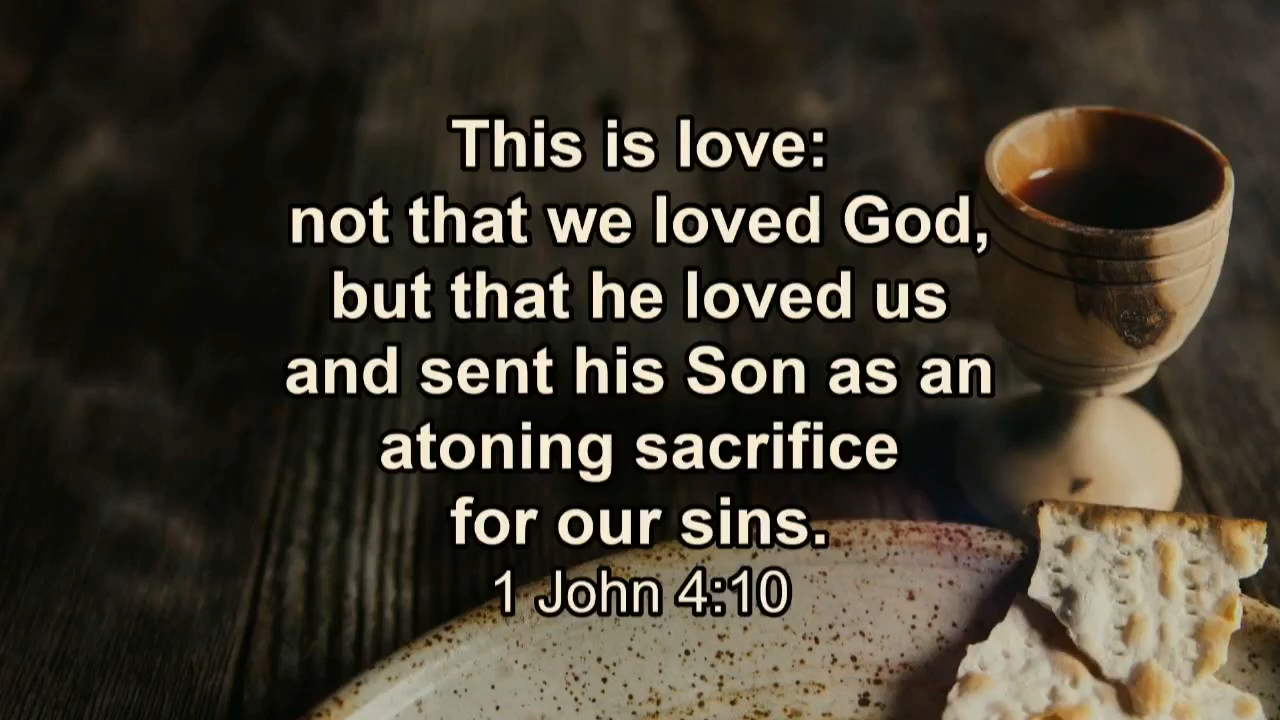 This is love:
not that we loved God,
but that he loved us
and sent his Son as an
atoning sacrifice
for our sins.
1 John 4:10